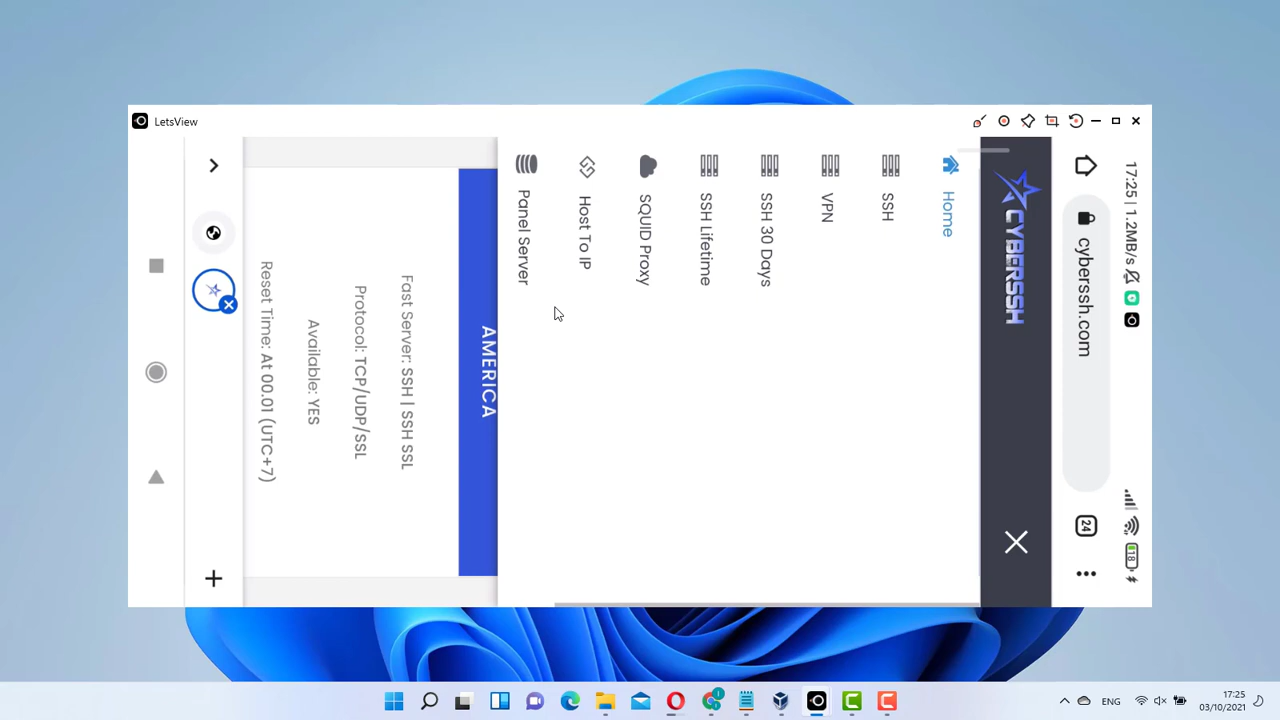 LetsView
17:25 | 1.2MB/s
18
cyberssh.com
24
CYBERSSH
Home
SSH
VPN
SSH 30 Days
SSH Lifetime
SQUID Proxy
Host To IP
Panel Server
AMERICA
Fast Server: SSH | SSH SSL
Protocol: TCP/UDP/SSL
Available: YES
Reset Time: At 00.01 (UTC+7)
ENG
17:25
03/10/2021